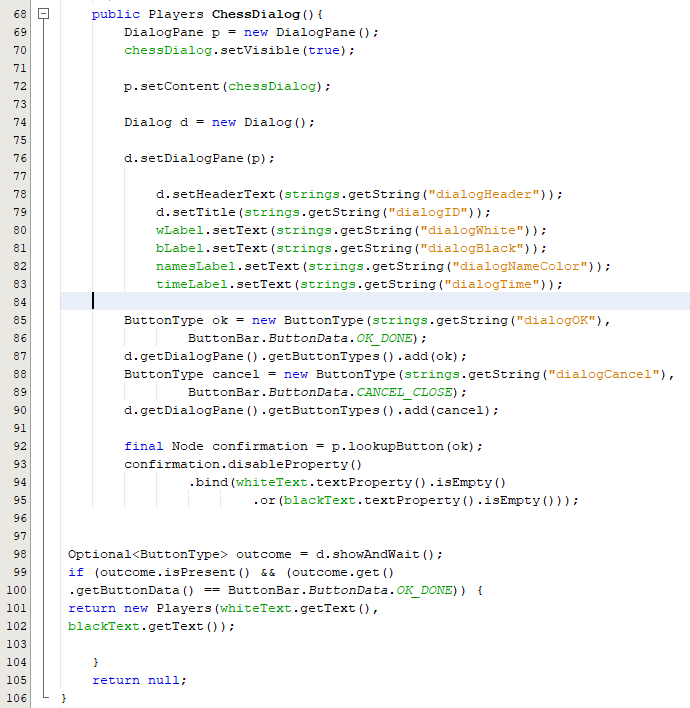 68 public Players ChessDialog(){
69 DialogPane p = new DialogPane();
70 chessDialog.setVisible(true);
71
72 p.setContent(chessDialog);
73
74 Dialog d = new Dialog();
75
76 d.setDialogPane(p);
77
78 d.setHeaderText(strings.getString("dialogHeader"));
79 d.setTitle(strings.getString("dialogID"));
80 wLabel.setText(strings.getString("dialogWhite"));
81 bLabel.setText(strings.getString("dialogBlack"));
82 namesLabel.setText(strings.getString("dialogNameColor"));
83 timeLabel.setText(strings.getString("dialogTime"));
84
85 ButtonType ok = new ButtonType(strings.getString("dialogOK"),
86 ButtonBar.ButtonData.OK_DONE);
87 d.getDialogPane().getButtonTypes().add(ok);
88 ButtonType cancel = new ButtonType(strings.getString("dialogCancel"),
89 ButtonBar.ButtonData.CANCEL_CLOSE);
90 d.getDialogPane().getButtonTypes().add(cancel);
91
92 final Node confirmation = p.lookupButton(ok);
93 confirmation.disableProperty()
94 .bind(whiteText.textProperty().isEmpty()
95 .or(blackText.textProperty().isEmpty()));
96
97
98 Optional<ButtonType> outcome = d.showAndWait();
99 if (outcome.isPresent() && (outcome.get()
100 .getButtonData() == ButtonBar.ButtonData.OK_DONE)) {
101 return new Players(whiteText.getText(),
102 blackText.getText());
103
104 }
105 return null;
106 }